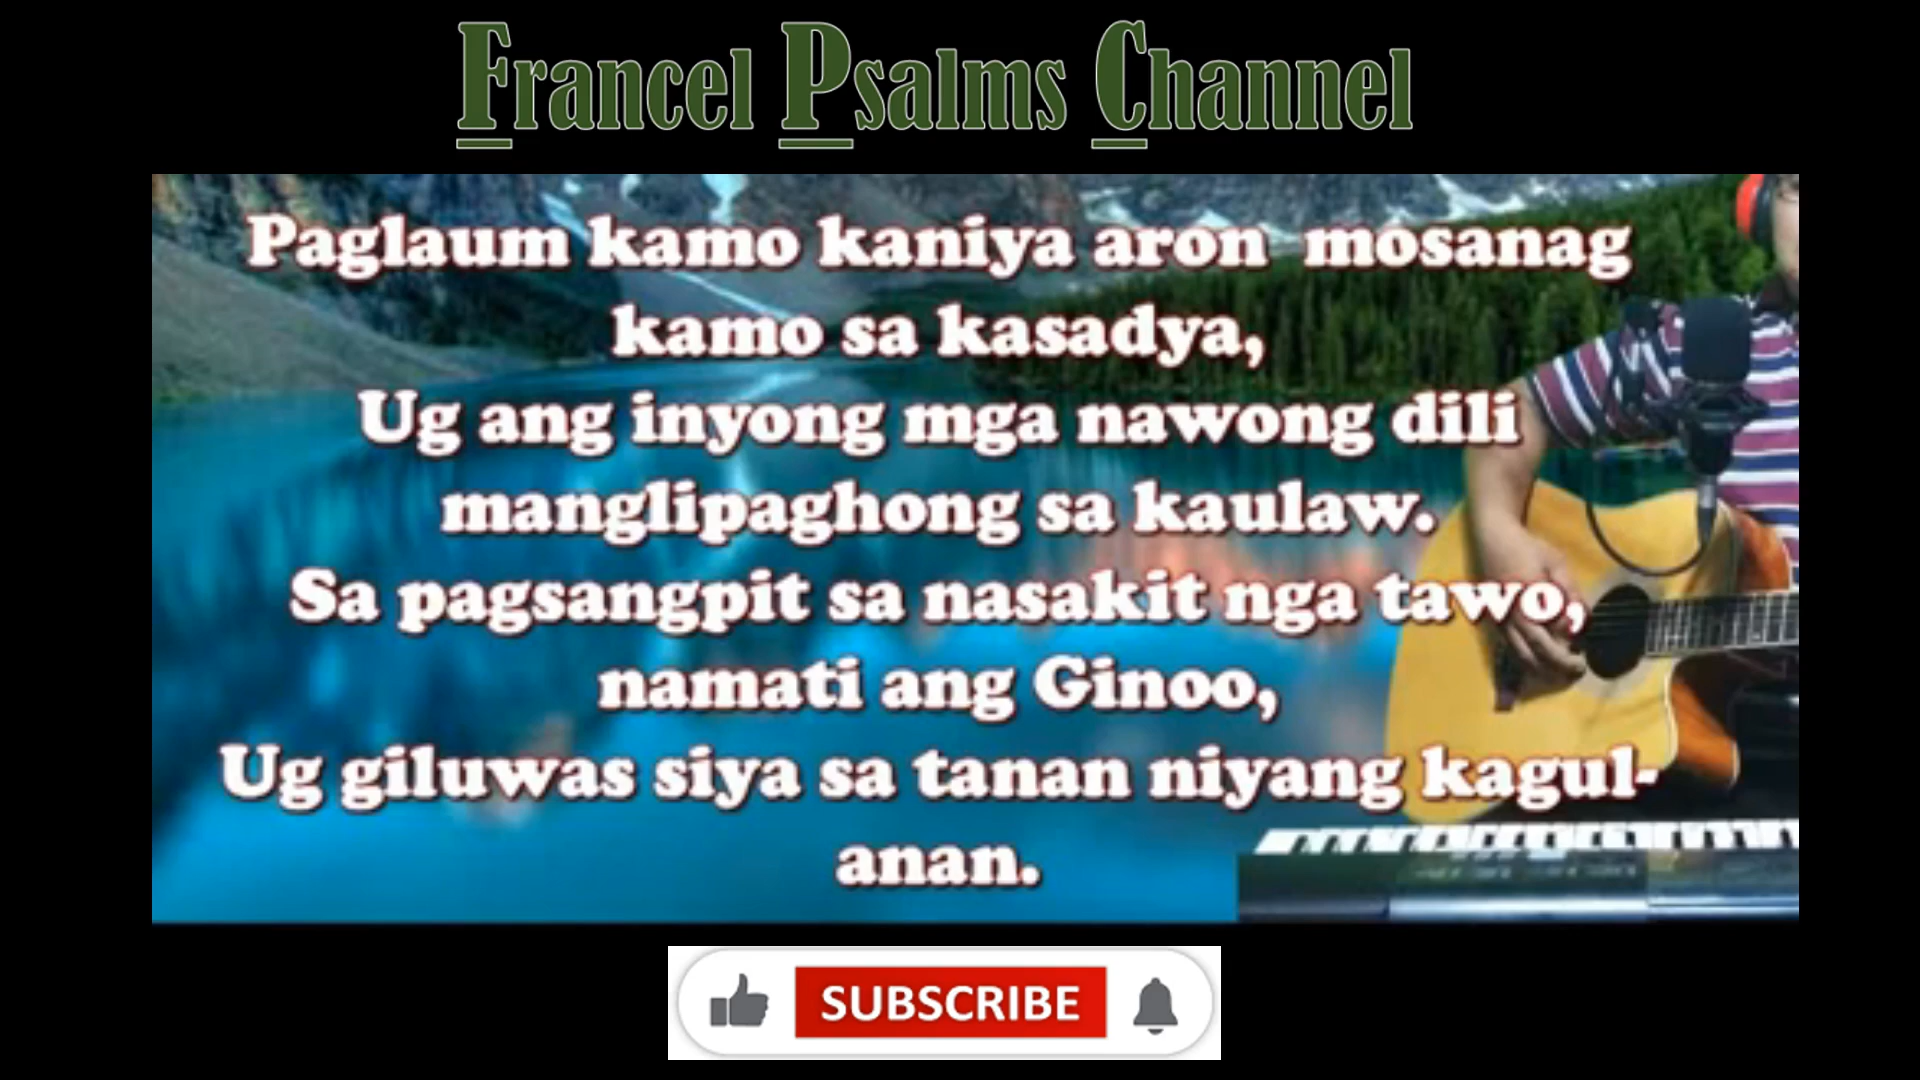 Francel Psalms Channel
Paglaum kamo kaniya aron mosanag
kamo sa kasadya,
Ug ang inyong mga nawong dili
manglipaghong sa kaulaw.
Sa pagsangpit sa nasakit nga tawo,
namati ang Ginoo,
Ug giluwas siya sa tanan niyang kagul-
anan.
SUBSCRIBE